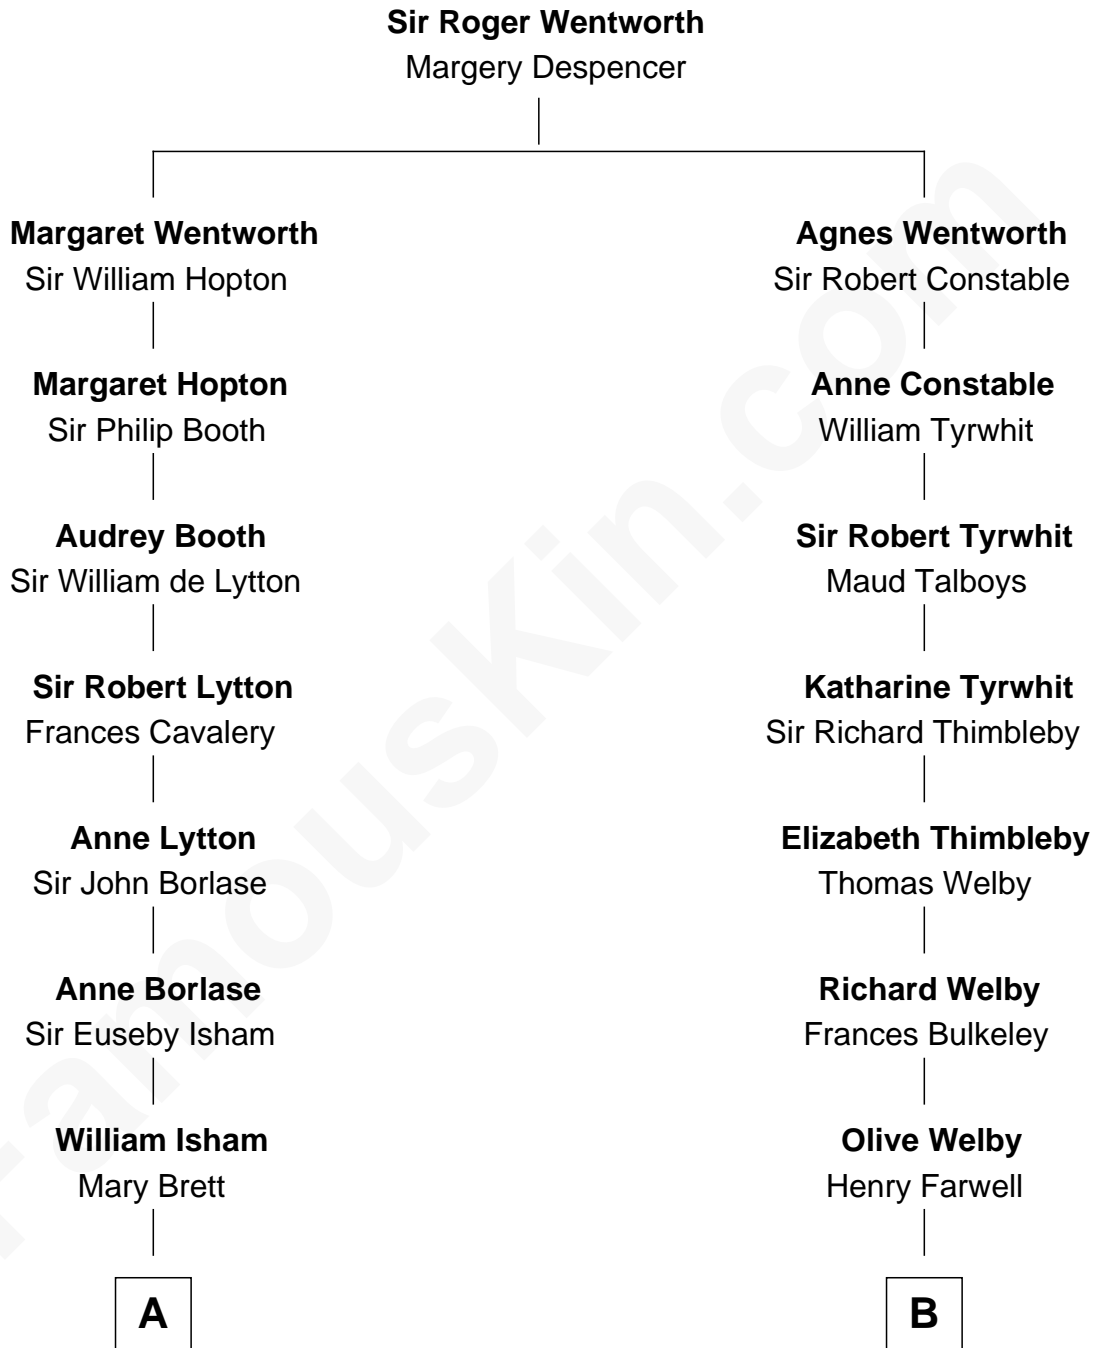 Sir Roger Wentworth
Margery Despencer
Margaret Wentworth
Sir William Hopton
Agnes Wentworth
Sir Robert Constable
Margaret Hopton
Sir Philip Booth
Anne Constable
William Tyrwhit
Audrey Booth
Sir William de Lytton
Sir Robert Tyrwhit
Maud Talboys
Sir Robert Lytton
Frances Cavalery
Katharine Tyrwhit
Sir Richard Thimbleby
Anne Lytton
Sir John Borlase
Elizabeth Thimbleby
Thomas Welby
Anne Borlase
Sir Euseby Isham
Richard Welby
Frances Bulkeley
William Isham
Mary Brett
Olive Welby
Henry Farwell
A
B
FamousKin.com